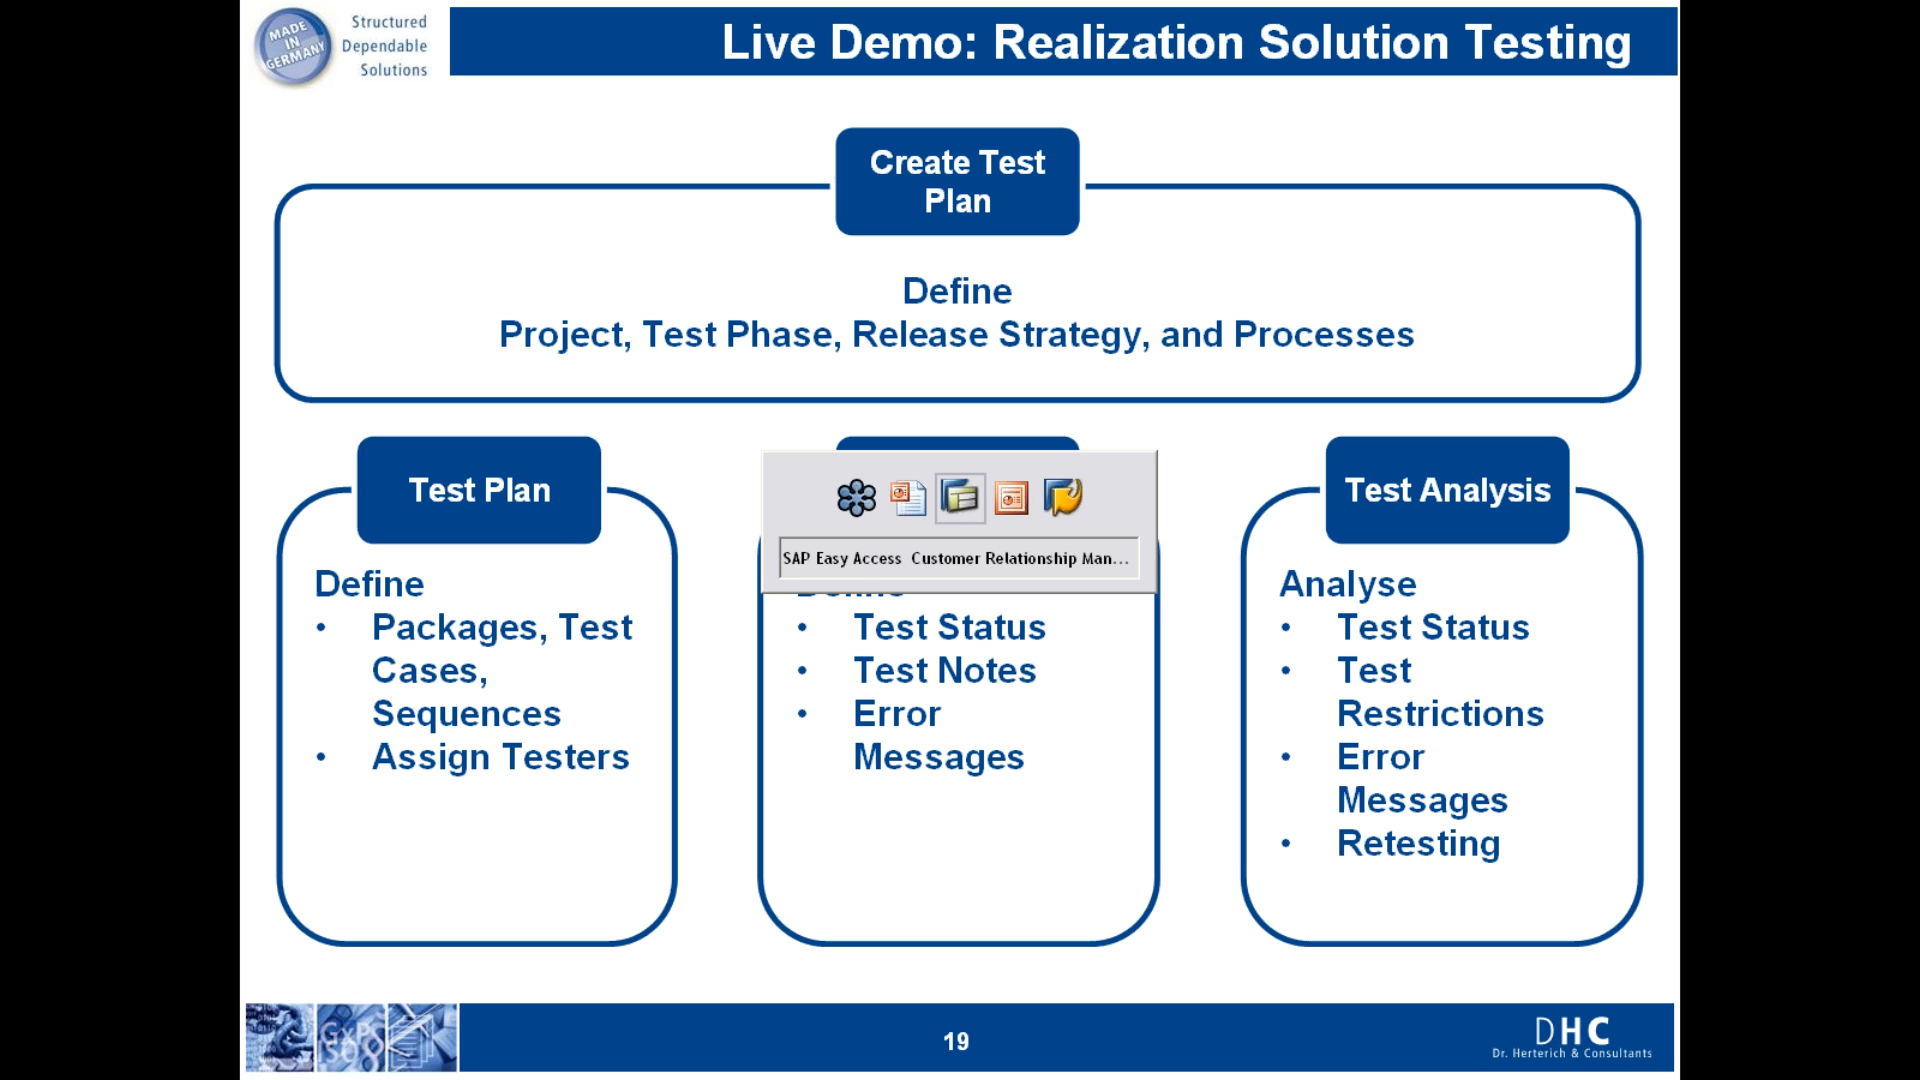 MADE
IN
GERMANY
Structured
Dependable
Solutions
Live Demo: Realization Solution Testing
Create Test
Plan
Define
Project, Test Phase, Release Strategy, and Processes
Test Plan
Define
• Packages, Test
Cases,
Sequences
• Assign Testers
SAP Easy Access Customer Relationship Man...
• Test Status
• Test Notes
• Error
Messages
Test Analysis
Analyse
• Test Status
• Test
Restrictions
• Error
Messages
• Retesting
GxP
ISO
19
DHC
Dr. Herterich & Consultants